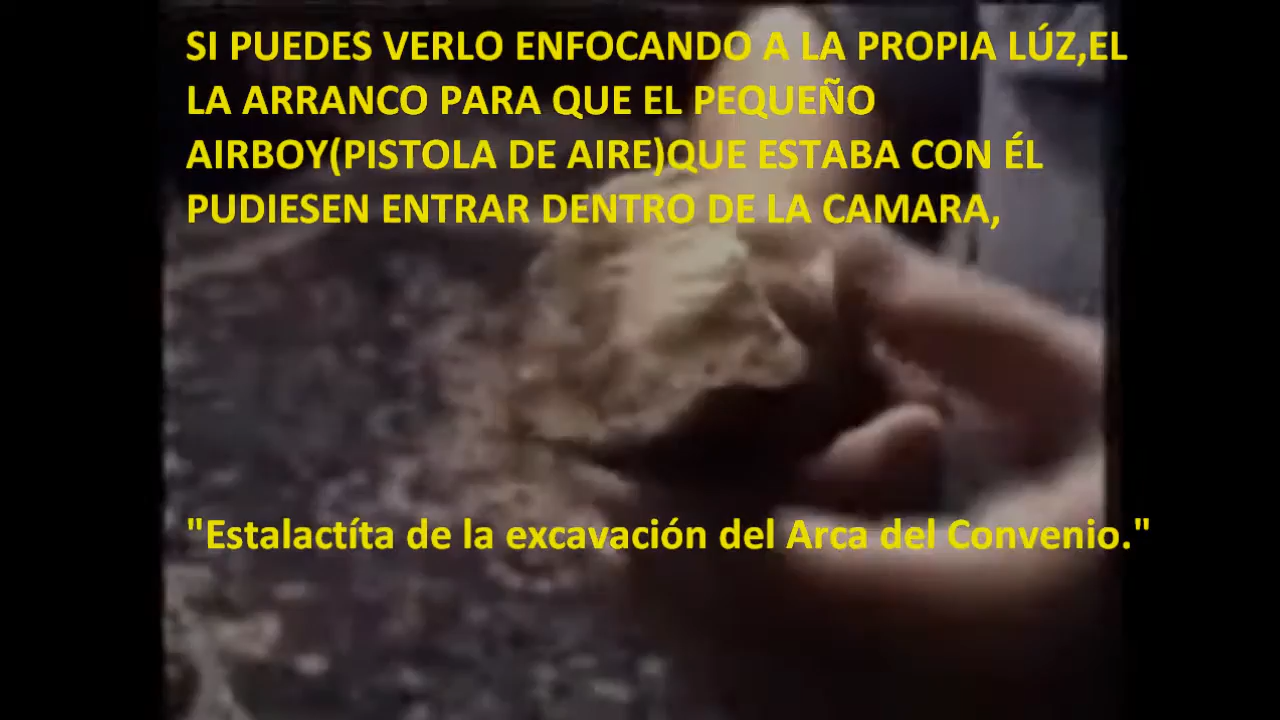 SI PUEDES VERLO ENFOCANDO A LA PROPIA LÚZ,EL
LA ARRANCO PARA QUE EL PEQUEÑO
AIRBOY(PISTOLA DE AIRE)QUE ESTABA CON ÉL
PUDIESEN ENTRAR DENTRO DE LA CAMARA,
"Estalactíta de la excavación del Arca del Convenio."